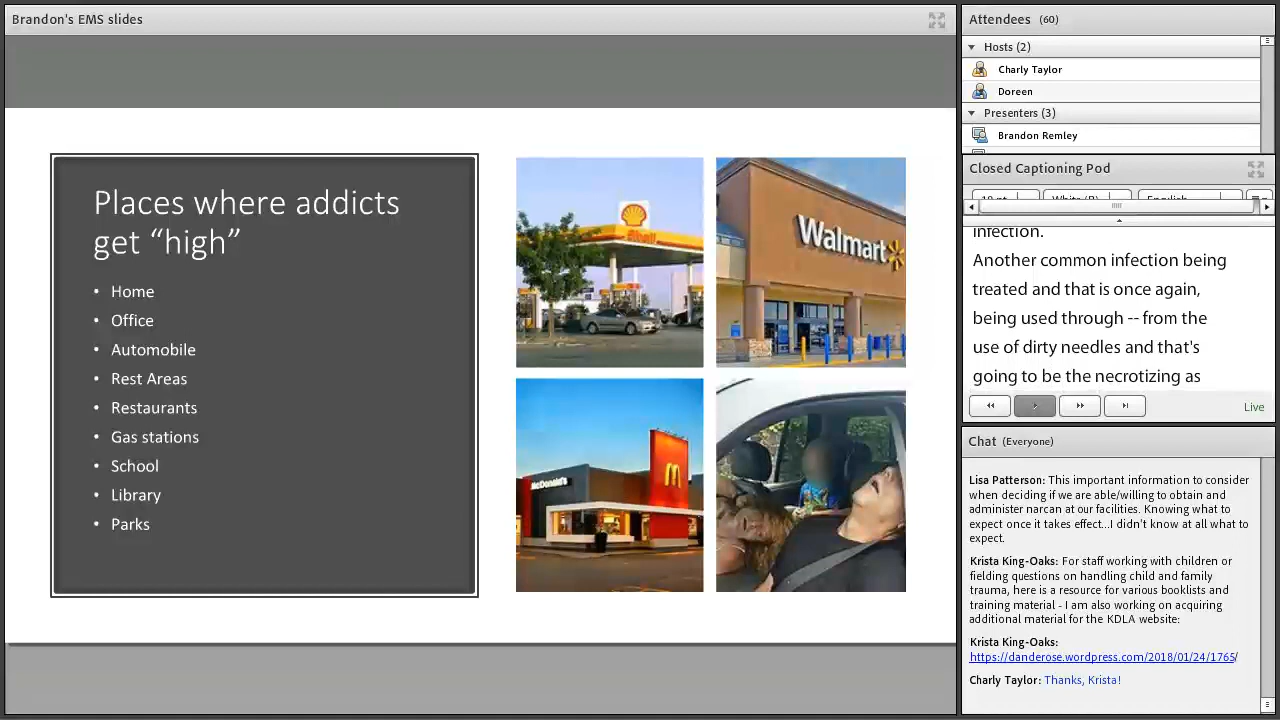 Brandon's EMS slides
Places where addicts
get “high”
• Home
• Office
• Automobile
• Rest Areas
• Restaurants
• Gas stations
• School
• Library
• Parks
Shell
Walmart
McDonald's
Attendees (60)
Hosts (2)
Charly Taylor
Doreen
Presenters (3)
Brandon Remley
Closed Captioning Pod
English
infection.
Another common infection being
treated and that is once again,
being used through -- from the
use of dirty needles and that's
going to be the necrotizing as
Live
Chat (Everyone)
Lisa Patterson: This important information to consider
when deciding if we are able/willing to obtain and
administer narcan at our facilities. Knowing what to
expect once it takes effect...I didn't know at all what to
expect.
Krista King-Oaks: For staff working with children or
fielding questions on handling child and family
trauma, here is a resource for various booklists and
training material - I am also working on acquiring
additional material for the KDLA website:
Krista King-Oaks:
https://danderose.wordpress.com/2018/01/24/1765/
Charly Taylor: Thanks, Krista!